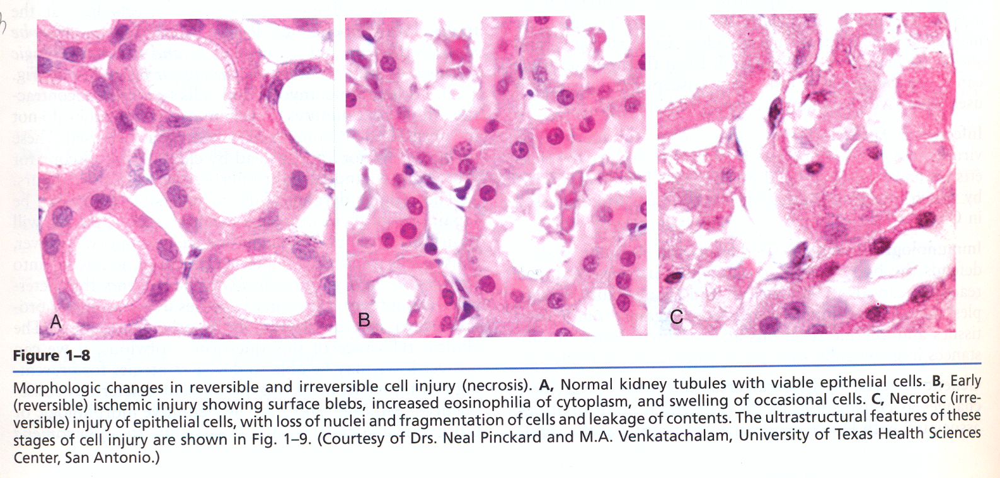 A
B
C
Figure 1–8
Morphologic changes in reversible and irreversible cell injury (necrosis). A, Normal kidney tubules with viable epithelial cells. B, Early
(reversible) ischemic injury showing surface blebs, increased eosinophilia of cytoplasm, and swelling of occasional cells. C, Necrotic (irre-
versible) injury of epithelial cells, with loss of nuclei and fragmentation of cells and leakage of contents. The ultrastructural features of these
stages of cell injury are shown in Fig. 1–9. (Courtesy of Drs. Neal Pinckard and M.A. Venkatachalam, University of Texas Health Sciences
Center, San Antonio.)